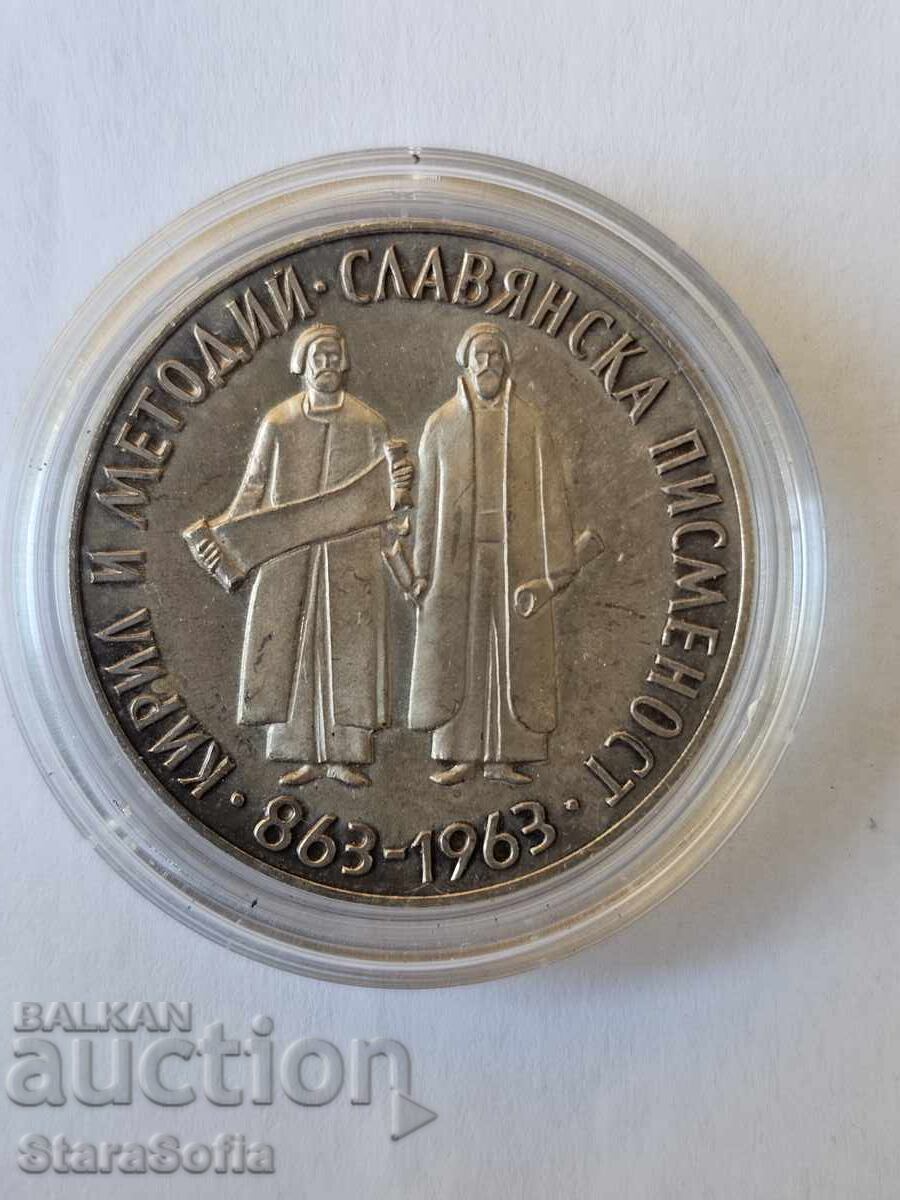 КИРИЛ И МЕТОДИЙ · СЛАВЯНСКА ПИСМЕНОСТ ·
863-1963 ·
BALKAN
auction
StaraSofia